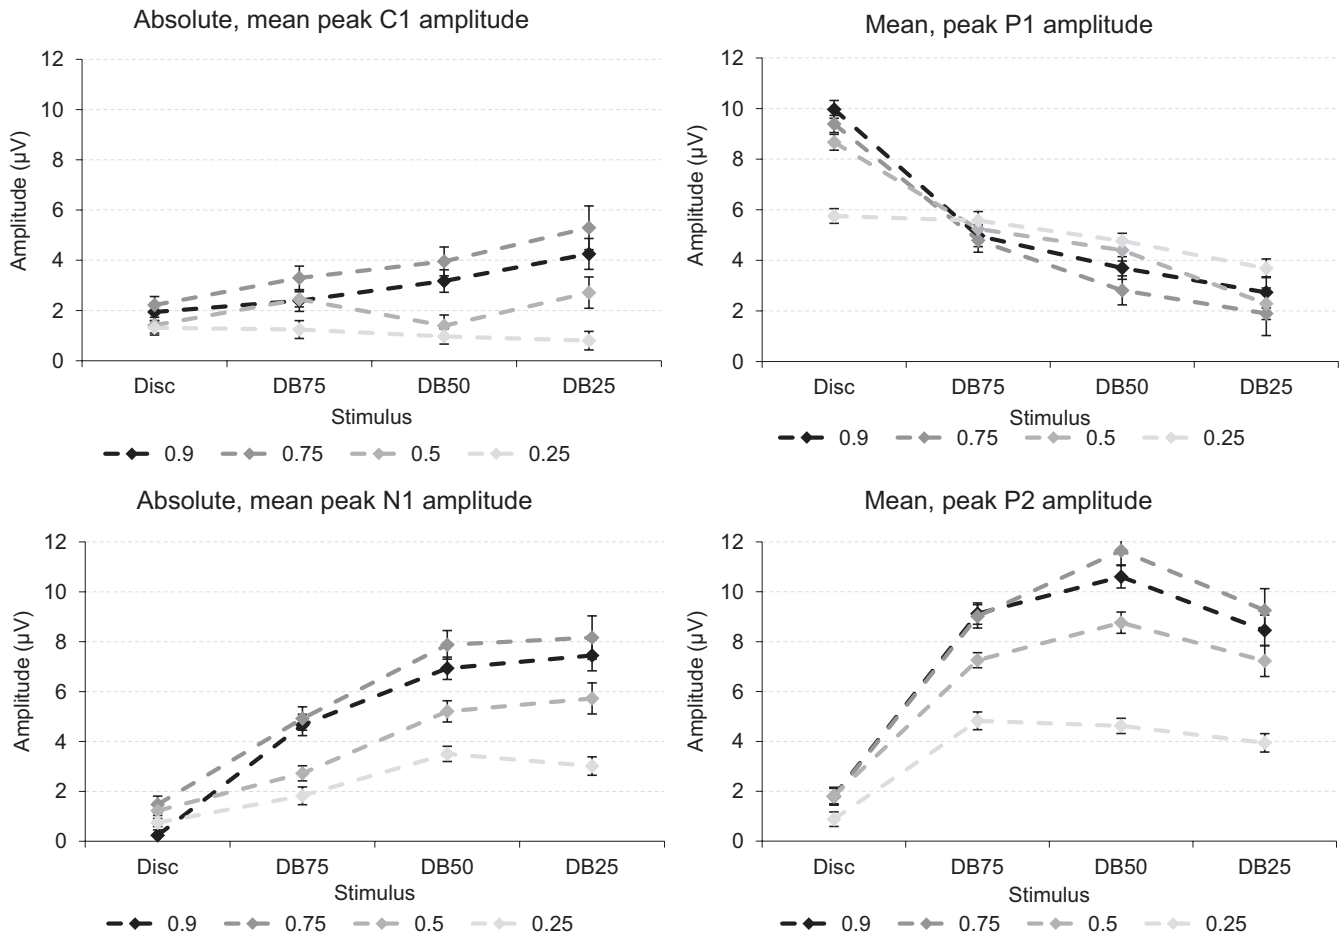 Absolute, mean peak C1 amplitude
12
10
8
6
4
2
0
Amplitude (µV)
Disc DB75 DB50 DB25
Stimulus
0.9 0.75 0.5 0.25
Mean, peak P1 amplitude
12
10
8
6
4
2
0
Amplitude (µV)
Disc DB75 DB50 DB25
Stimulus
0.9 0.75 0.5 0.25
Absolute, mean peak N1 amplitude
12
10
8
6
4
2
0
Amplitude (µV)
Disc DB75 DB50 DB25
Stimulus
0.9 0.75 0.5 0.25
Mean, peak P2 amplitude
12
10
8
6
4
2
0
Amplitude (µV)
Disc DB75 DB50 DB25
Stimulus
0.9 0.75 0.5 0.25